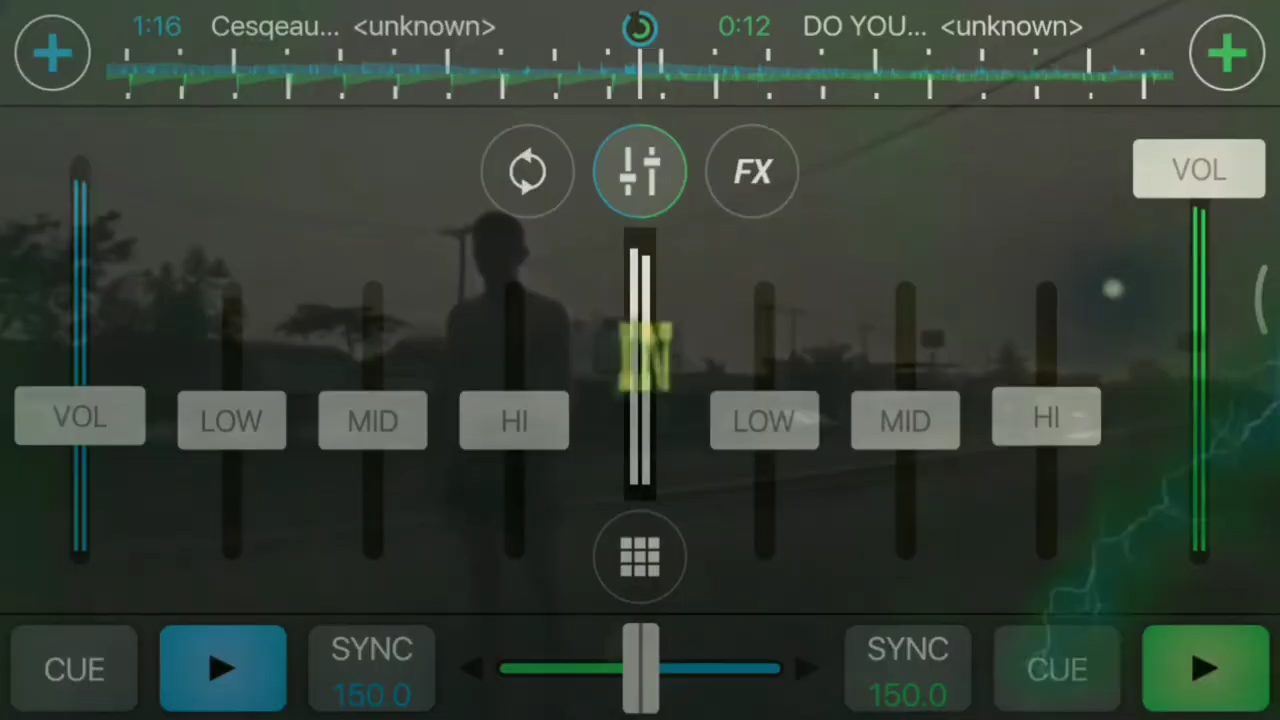 1:16 Cesqeau... <unknown> 0:12 DO YOU... <unknown>
FX
VOL
IN
VOL LOW MID HI LOW MID HI
CUE SYNC 150.0 SYNC 150.0 CUE